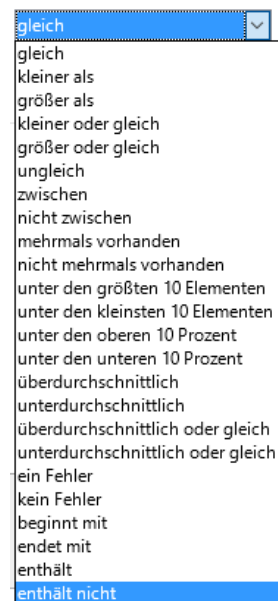 gleich
gleich
kleiner als
größer als
kleiner oder gleich
größer oder gleich
ungleich
zwischen
nicht zwischen
mehrmals vorhanden
nicht mehrmals vorhanden
unter den größten 10 Elementen
unter den kleinsten 10 Elementen
unter den oberen 10 Prozent
unter den unteren 10 Prozent
überdurchschnittlich
unterdurchschnittlich
überdurchschnittlich oder gleich
unterdurchschnittlich oder gleich
ein Fehler
kein Fehler
beginnt mit
endet mit
enthält
enthält nicht